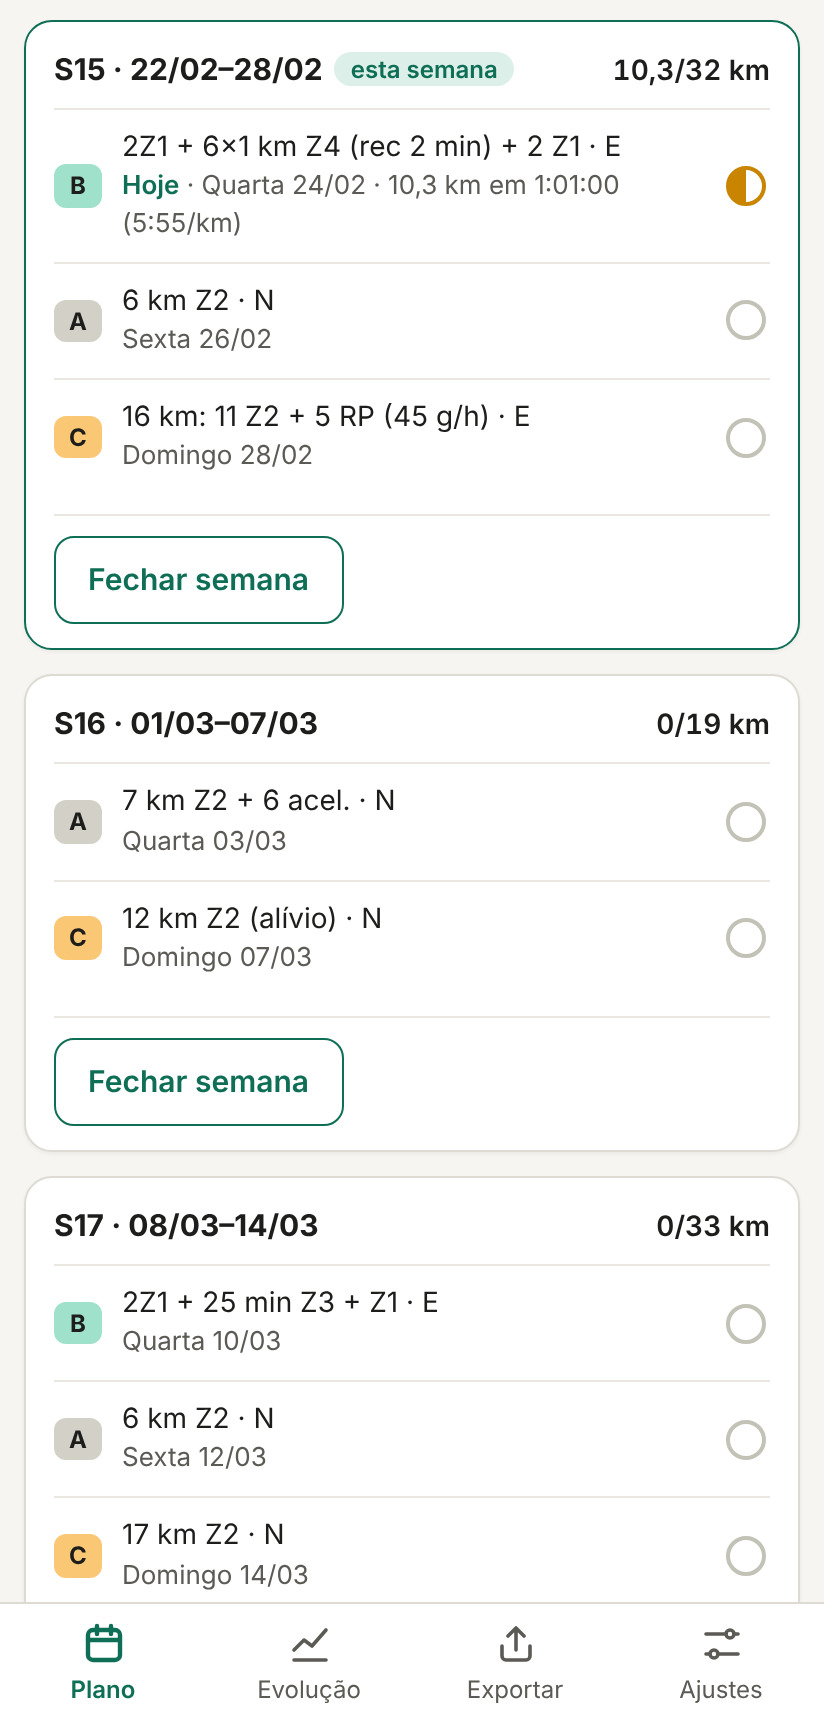 S15 · 22/02–28/02 esta semana 10,3/32 km
2Z1 + 6×1 km Z4 (rec 2 min) + 2 Z1 · E
B
Hoje · Quarta 24/02 · 10,3 km em 1:01:00
(5:55/km)
6 km Z2 · N
A
Sexta 26/02
16 km: 11 Z2 + 5 RP (45 g/h) · E
C
Domingo 28/02
Fechar semana
S16 · 01/03–07/03 0/19 km
7 km Z2 + 6 acel. · N
A
Quarta 03/03
12 km Z2 (alívio) · N
C
Domingo 07/03
Fechar semana
S17 · 08/03–14/03 0/33 km
2Z1 + 25 min Z3 + Z1 · E
B
Quarta 10/03
6 km Z2 · N
A
Sexta 12/03
17 km Z2 · N
C
Domingo 14/03
Plano Evolução Exportar Ajustes